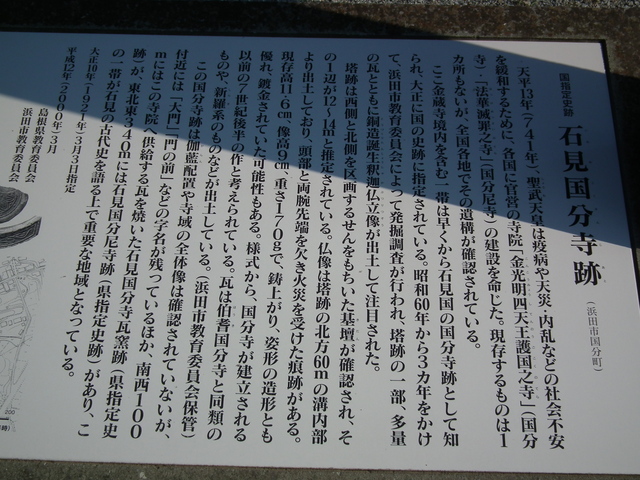 国指定史跡 石見国分寺跡 (浜田市国分町)
天平13年(741年)聖武天皇は疫病や天災、内乱などの社会不安
を緩和するために、各国に官営の寺院「金光明四天王護国之寺」(国分
寺)・「法華滅罪之寺」(国分尼寺)の建設を命じた。現存するものは1
カ所もないが、全国各地でその遺構が確認されている。
ここ金蔵寺境内を含む一帯は早くから石見国の国分寺跡として知
られ、大正に国の史跡に指定されている。昭和60年から3カ年をかけ
て、浜田市教育委員会によって発掘調査が行われ、塔跡の一部、多量
の瓦とともに銅造誕生釈迦仏立像が出土して注目された。
塔跡は西側と北側を区画するせんをもちいた基壇が確認され、そ
の1辺が12〜14mと推定されている。仏像は塔跡の北方60mの溝内部
より出土しており、頭部と両腕先端を欠き火災を受けた痕跡がある。
現存高11・6㎝、像高9㎝、重さ170gで、鋳上がり、姿形の造形とも
優れ、鍍金されていた可能性もある。様式から、国分寺が建立される
以前の7世紀後半の作と考えられている。瓦は伯耆国分寺と同類の
ものや、新羅系のものなどが出土している。(浜田市教育委員会保管)
この国分寺跡は伽藍配置や寺域の全体像は確認されていないが、
付近には「大門」「門の前」などの字名が残っているほか、南西100
mにはこの寺院へ供給する瓦を焼いた石見国分寺瓦窯跡(県指定史
跡)が、東北東340mには石見国分尼寺跡(県指定史跡)があり、こ
の一帯が石見の古代史を語る上で重要な地域となっている。
大正10年(1921年)3月3日指定
平成12年(2000年)3月
島根県教育委員会
浜田市教育委員会
200